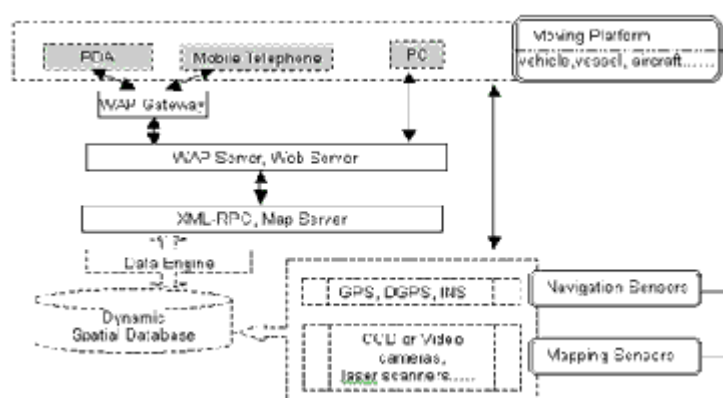 Moving Platform
vehicle,vessel, aircraft......
PDA
Mobile Telephone
PC
WAP Gateway
WAP Server, Web Server
XML-RPC, Map Server
Data Engine
Dynamic
Spatial Database
GPS, DGPS, INS
Navigation Sensors
CCD or Video
cameras,
laser scanners.....
Mapping Sensors